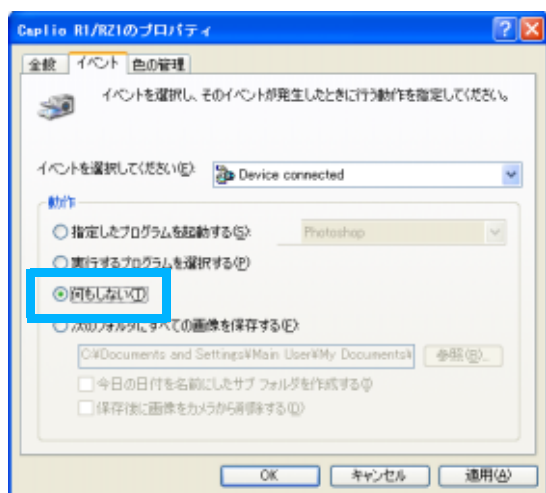 Caplio R1/RZ1のプロパティ
全般 イベント 色の管理
イベントを選択し、そのイベントが発生したときに行う動作を指定してください。
イベントを選択してください(E): Device connected
動作
指定したプログラムを起動する(S): Photoshop
実行するプログラムを選択する(P)
何もしない(T)
次のフォルダにすべての画像を保存する(E):
C:¥Documents and Settings¥Main User¥My Documents¥ 参照(R)...
今日の日付を名前にしたサブ フォルダを作成する(I)
保存後に画像をカメラから削除する(D)
OK キャンセル 適用(A)